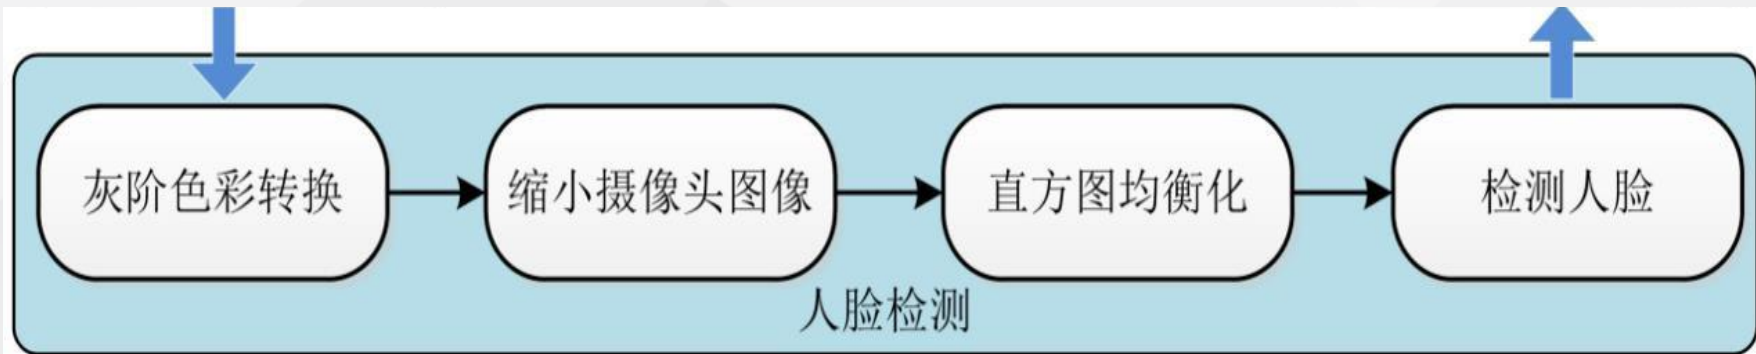 灰阶色彩转换
缩小摄像头图像
直方图均衡化
检测人脸
人脸检测